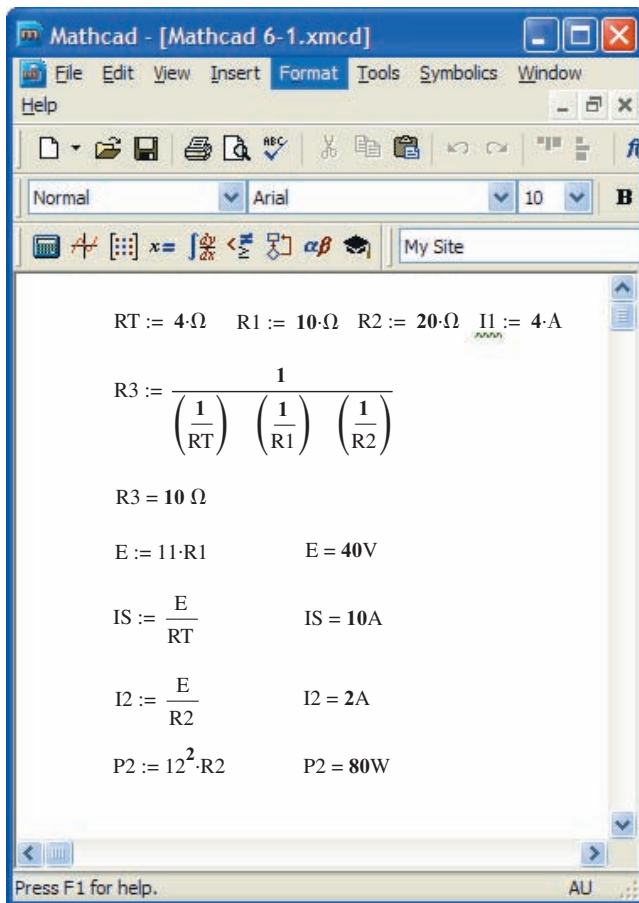 Mathcad - [Mathcad 6-1.xmcd]
File Edit View Insert Format Tools Symbolics Window
Help
Normal Arial 10 B
My Site
RT := 4·Ω R1 := 10·Ω R2 := 20·Ω I1 := 4·A
R3 := 1 / ((1/RT) (1/R1) (1/R2))
R3 = 10 Ω
E := 11·R1 E = 40V
IS := E/RT IS = 10A
I2 := E/R2 I2 = 2A
P2 := 12²·R2 P2 = 80W
Press F1 for help. AU